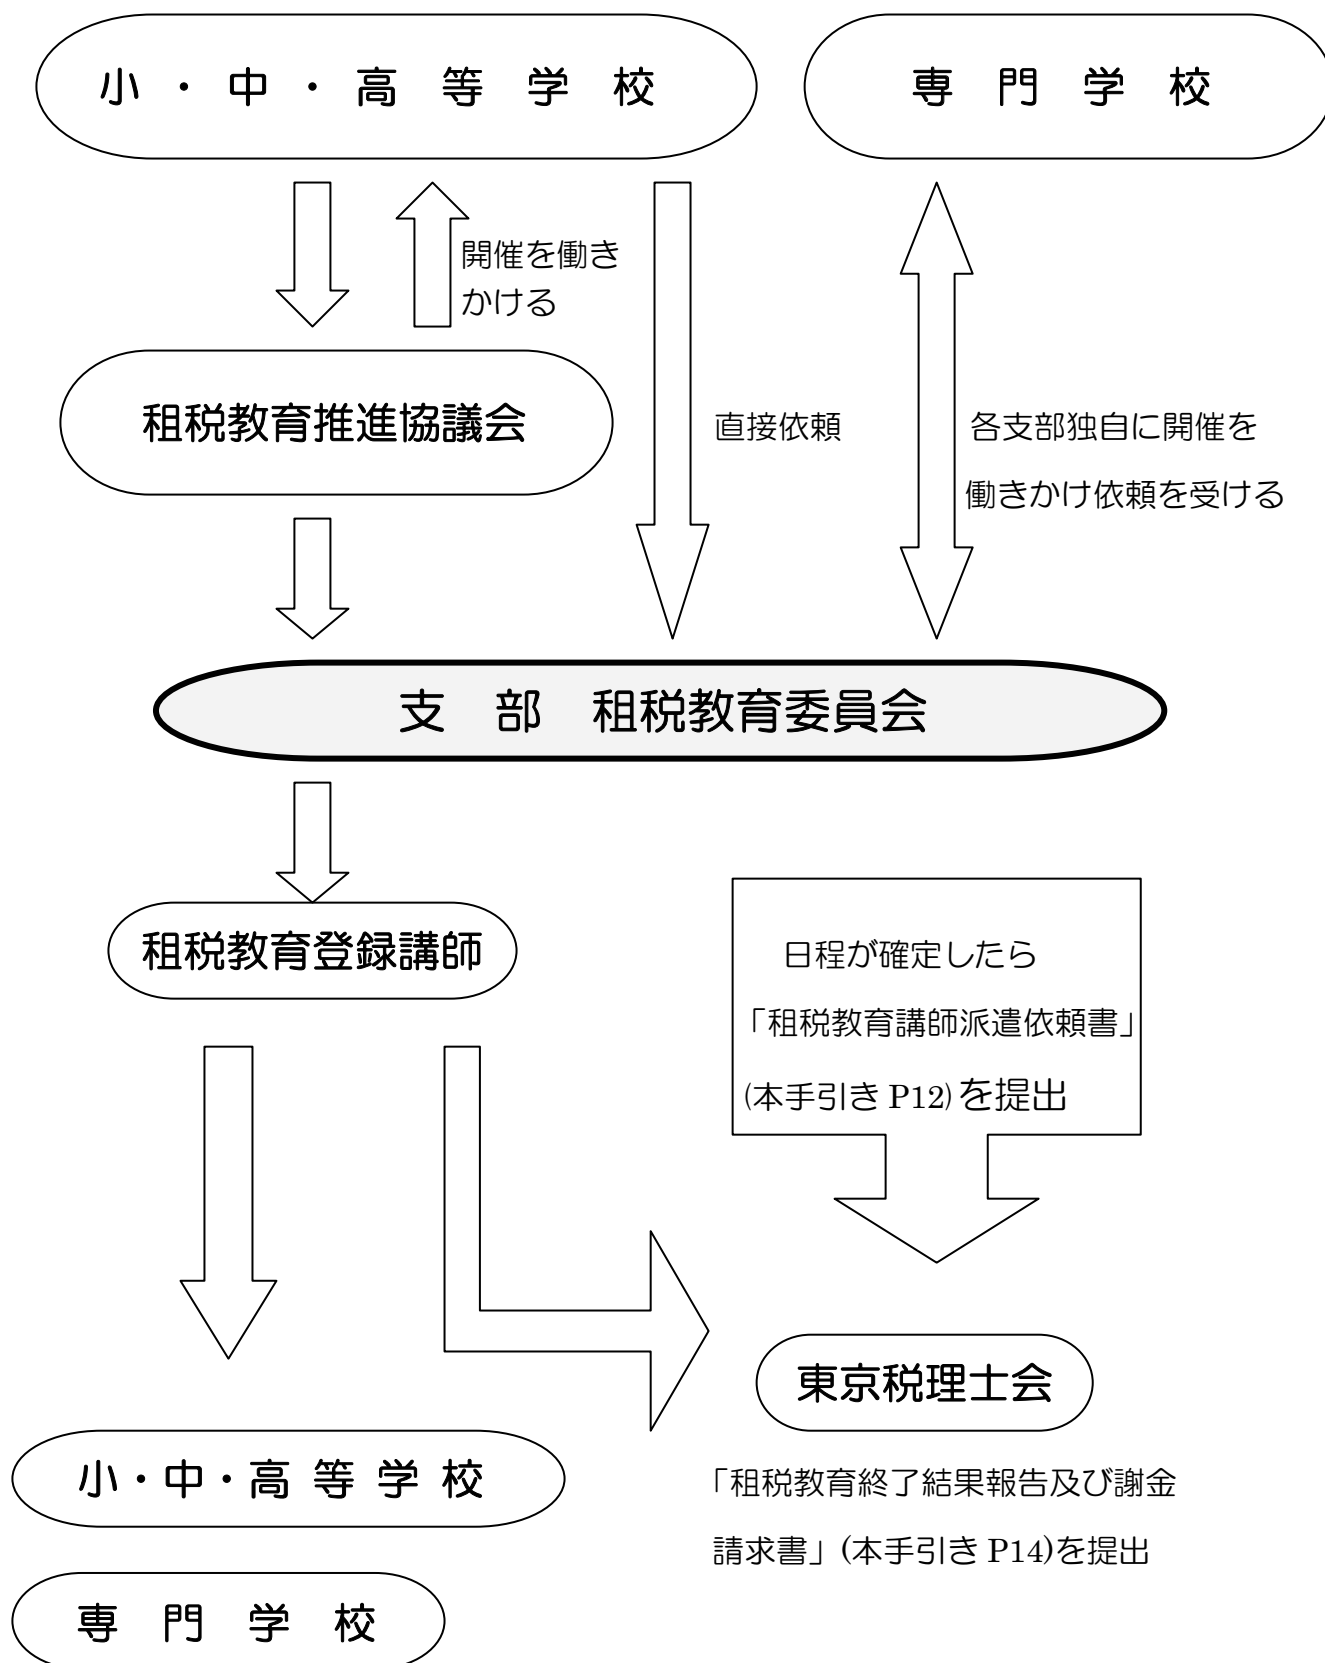 小・中・高等学校
専門学校
開催を働き
かける
租税教育推進協議会
直接依頼
各支部独自に開催を
働きかけ依頼を受ける
支部 租税教育委員会
租税教育登録講師
日程が確定したら
「租税教育講師派遣依頼書」
(本手引き P12)を提出
東京税理士会
小・中・高等学校
「租税教育終了結果報告及び謝金
請求書」(本手引き P14)を提出
専門学校